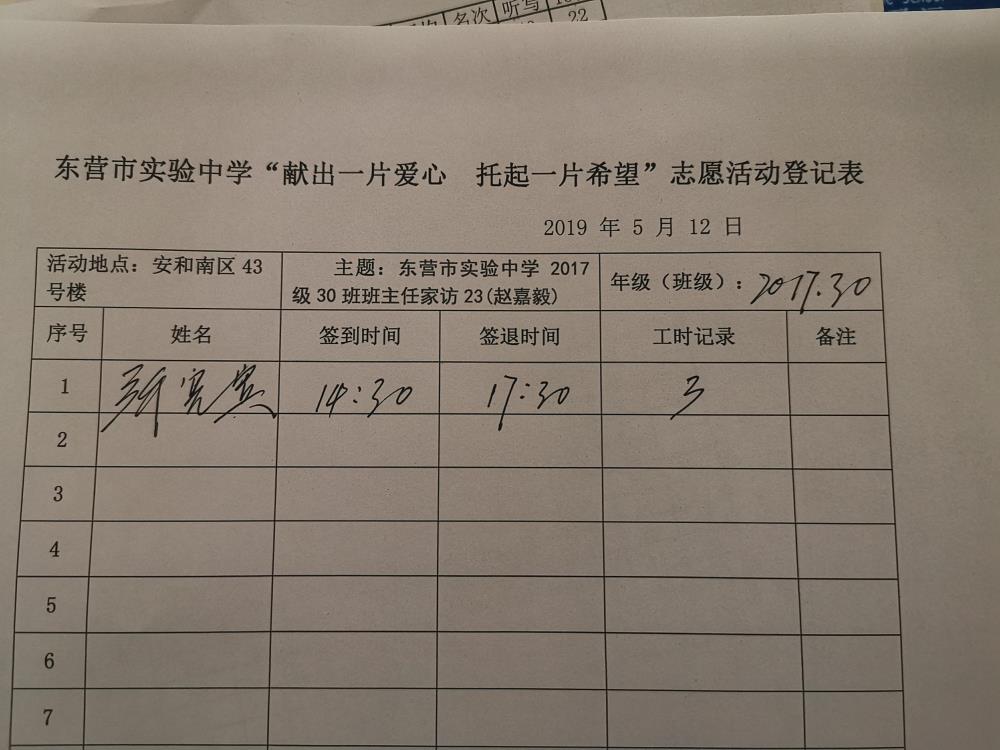 名次 听写
22
东营市实验中学“献出一片爱心 托起一片希望”志愿活动登记表
2019 年 5 月 12 日
活动地点：安和南区 43
号楼
主题：东营市实验中学 2017
级 30 班班主任家访 23(赵嘉毅)
年级（班级）：2017.30
序号 姓名 签到时间 签退时间 工时记录 备注
1 14:30 17:30 3
2
3
4
5
6
7